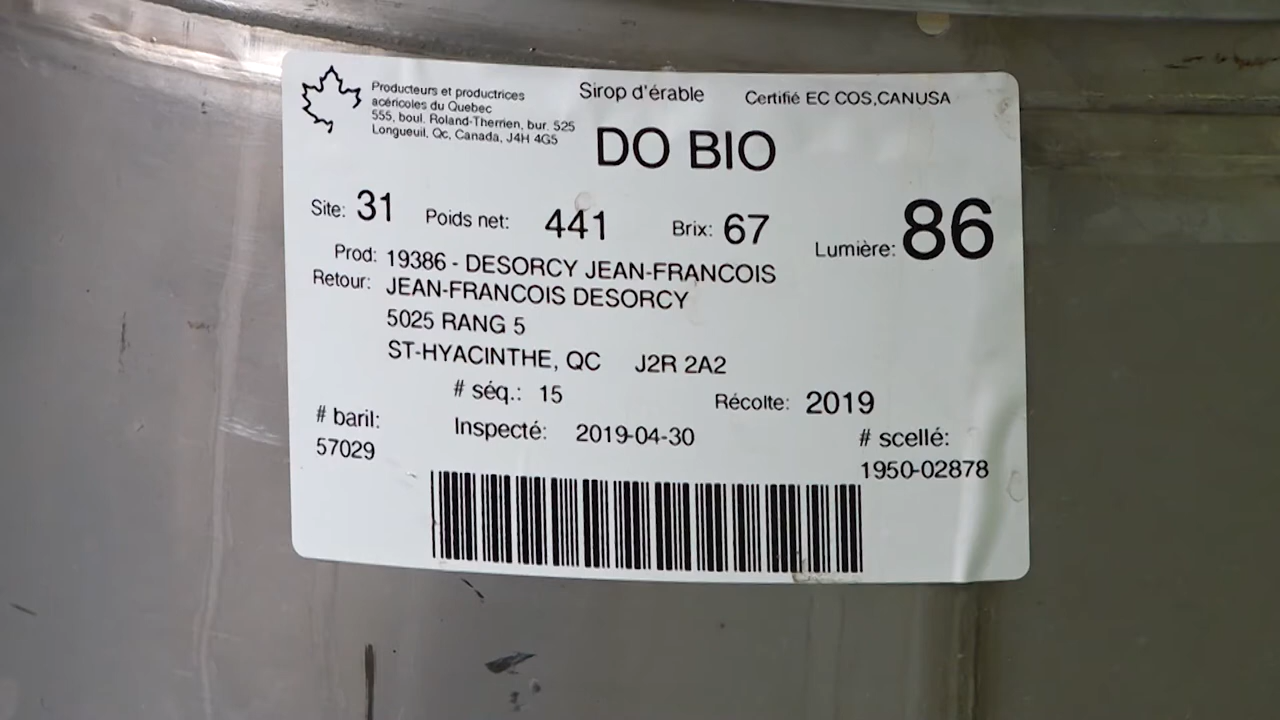 Producteurs et productrices
acéricoles du Quebec
555, boul. Roland-Therrien, bur. 525
Longueuil, Qc, Canada, J4H 4G5
Sirop d'érable
Certifié EC COS,CANUSA
DO BIO
Site: 31 Poids net: 441 Brix: 67 Lumière: 86
Prod: 19386 - DESORCY JEAN-FRANCOIS
Retour: JEAN-FRANCOIS DESORCY
5025 RANG 5
ST-HYACINTHE, QC J2R 2A2
# séq.: 15 Récolte: 2019
# baril: Inspecté: 2019-04-30 # scellé:
57029 1950-02878